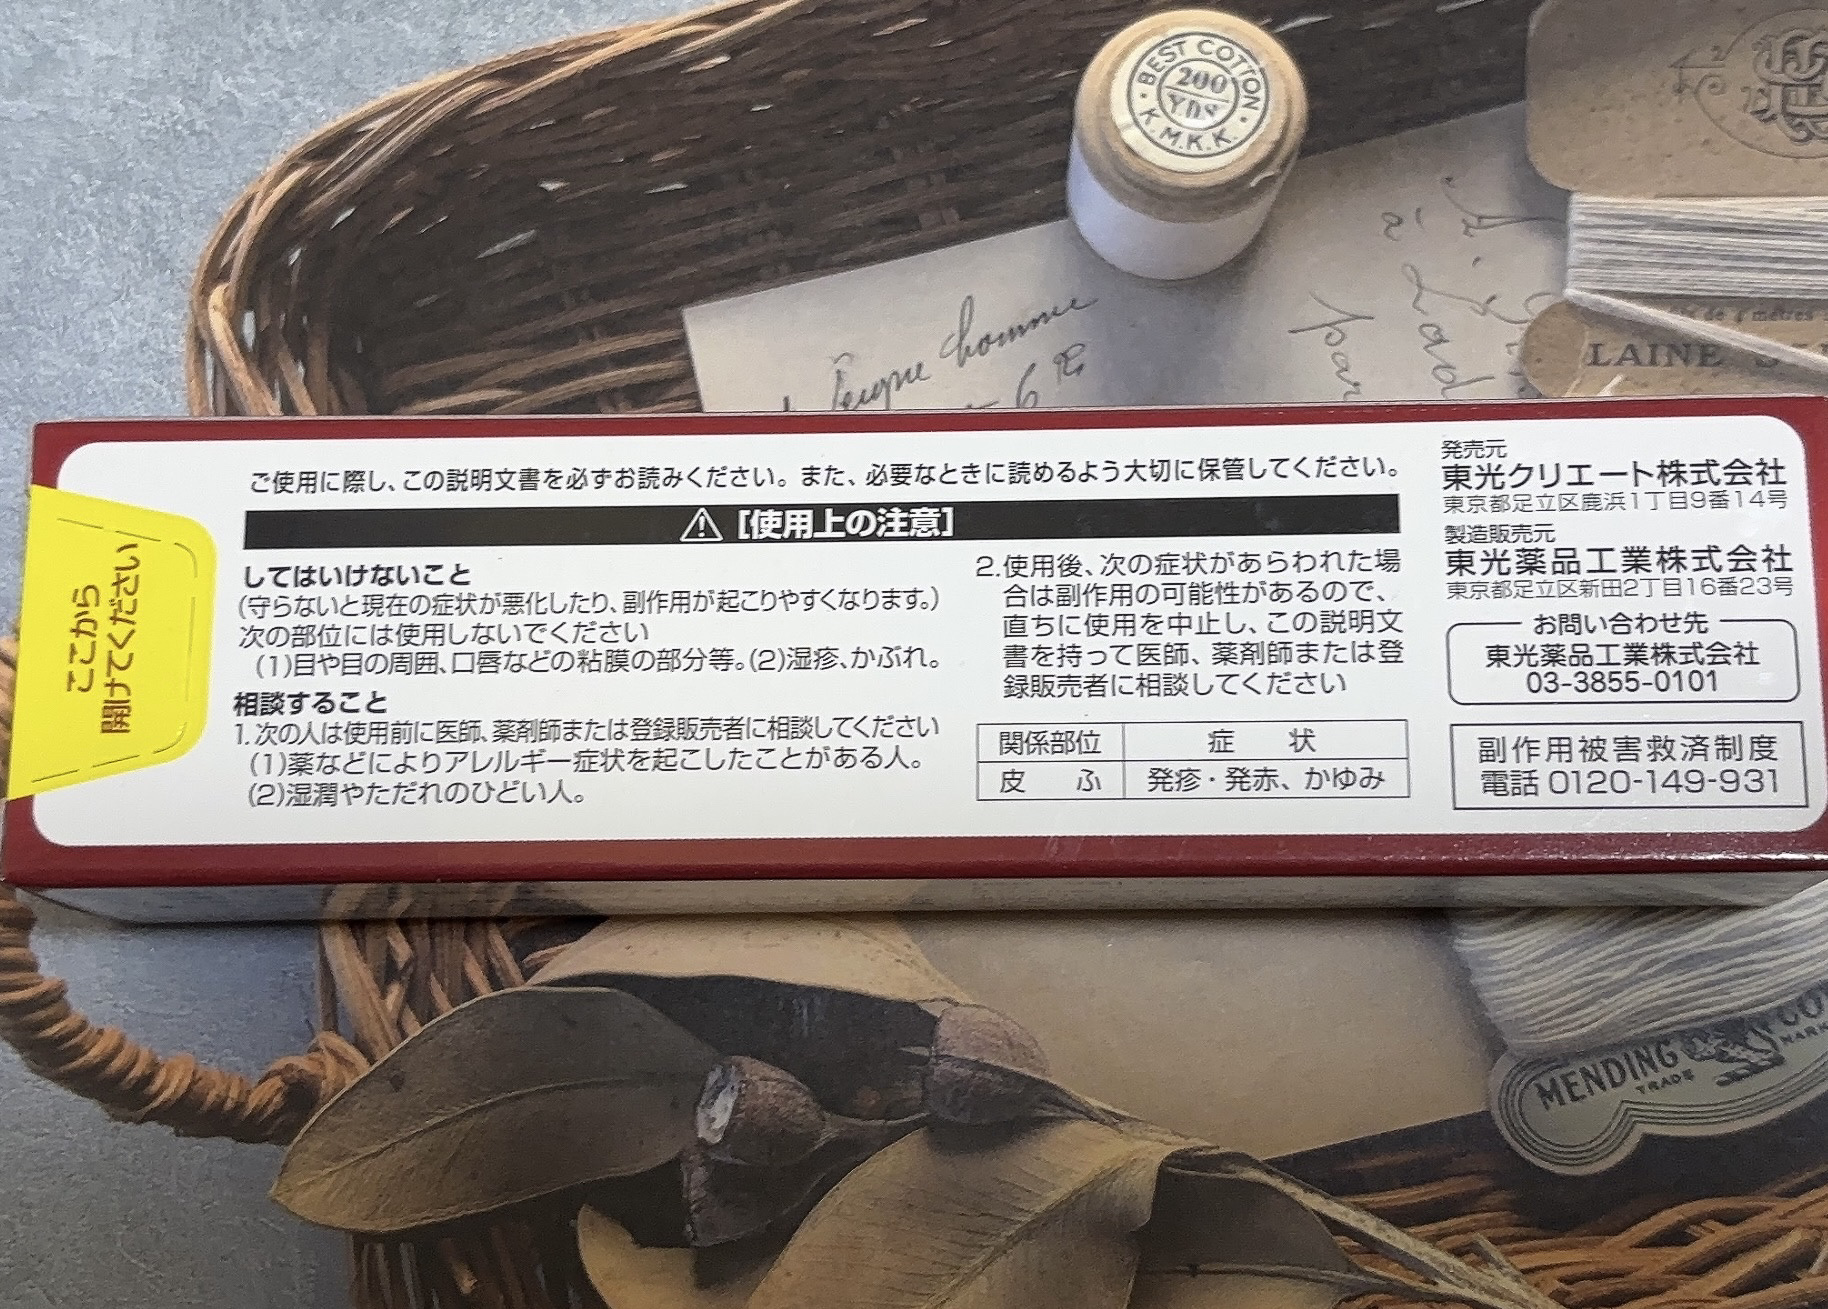 BEST COTTON
200
YDS
K.M.K.K.
homme
à
par
LAINE
ここから
開けてください
ご使用に際し、この説明文書を必ずお読みください。また、必要なときに読めるよう大切に保管してください。
⚠ [使用上の注意]
してはいけないこと
(守らないと現在の症状が悪化したり、副作用が起こりやすくなります。)
次の部位には使用しないでください
(1)目や目の周囲、口唇などの粘膜の部分等。(2)湿疹、かぶれ。
相談すること
1.次の人は使用前に医師、薬剤師または登録販売者に相談してください
(1)薬などによりアレルギー症状を起こしたことがある人。
(2)湿潤やただれのひどい人。
2.使用後、次の症状があらわれた場
合は副作用の可能性があるので、
直ちに使用を中止し、この説明文
書を持って医師、薬剤師または登
録販売者に相談してください
関係部位 症 状
皮 ふ 発疹・発赤、かゆみ
発売元
東光クリエート株式会社
東京都足立区鹿浜1丁目9番14号
製造販売元
東光薬品工業株式会社
東京都足立区新田2丁目16番23号
お問い合わせ先
東光薬品工業株式会社
03-3855-0101
副作用被害救済制度
電話 0120-149-931
MENDING
TRADE MARK